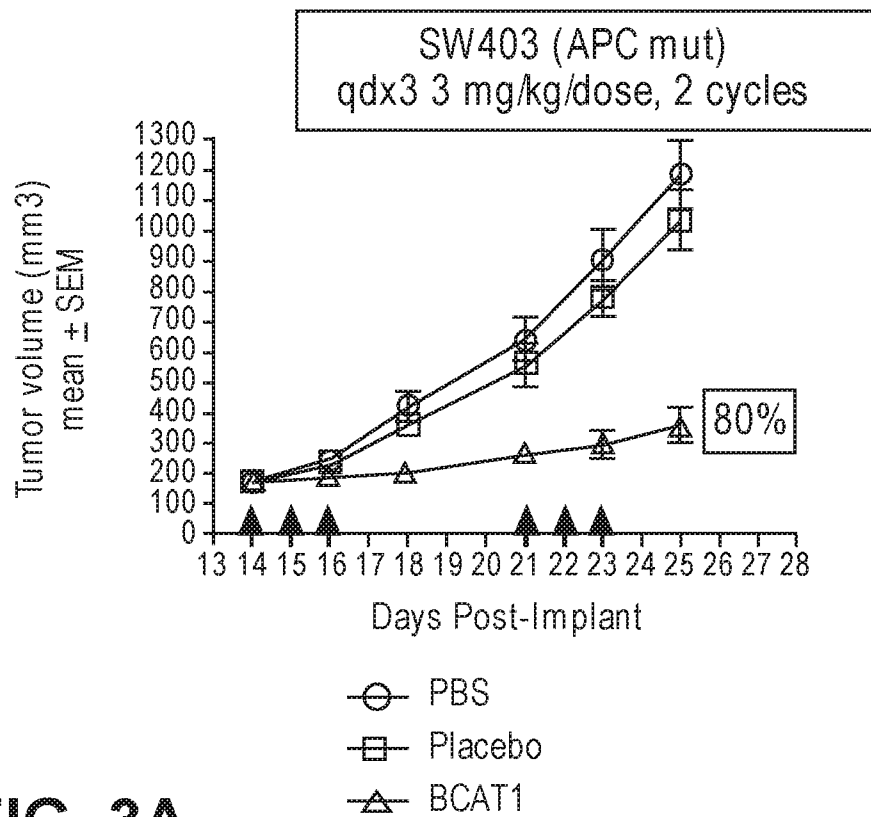 SW403 (APC mut)
qdx3 3 mg/kg/dose, 2 cycles
Tumor volume (mm3)
mean ± SEM
1300
1200
1100
1000
900
800
700
600
500
400
300
200
100
0
80%
13 14 15 16 17 18 19 20 21 22 23 24 25 26 27 28
Days Post-Implant
PBS
Placebo
BCAT1
FIG. 3A